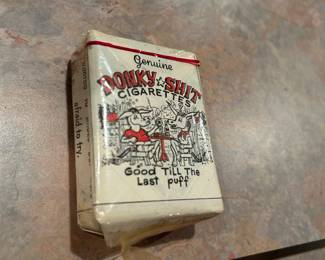 Genuine
DONKY ☆ SHIT
CIGARETTES
Good Till The
Last puff
afraid to try.